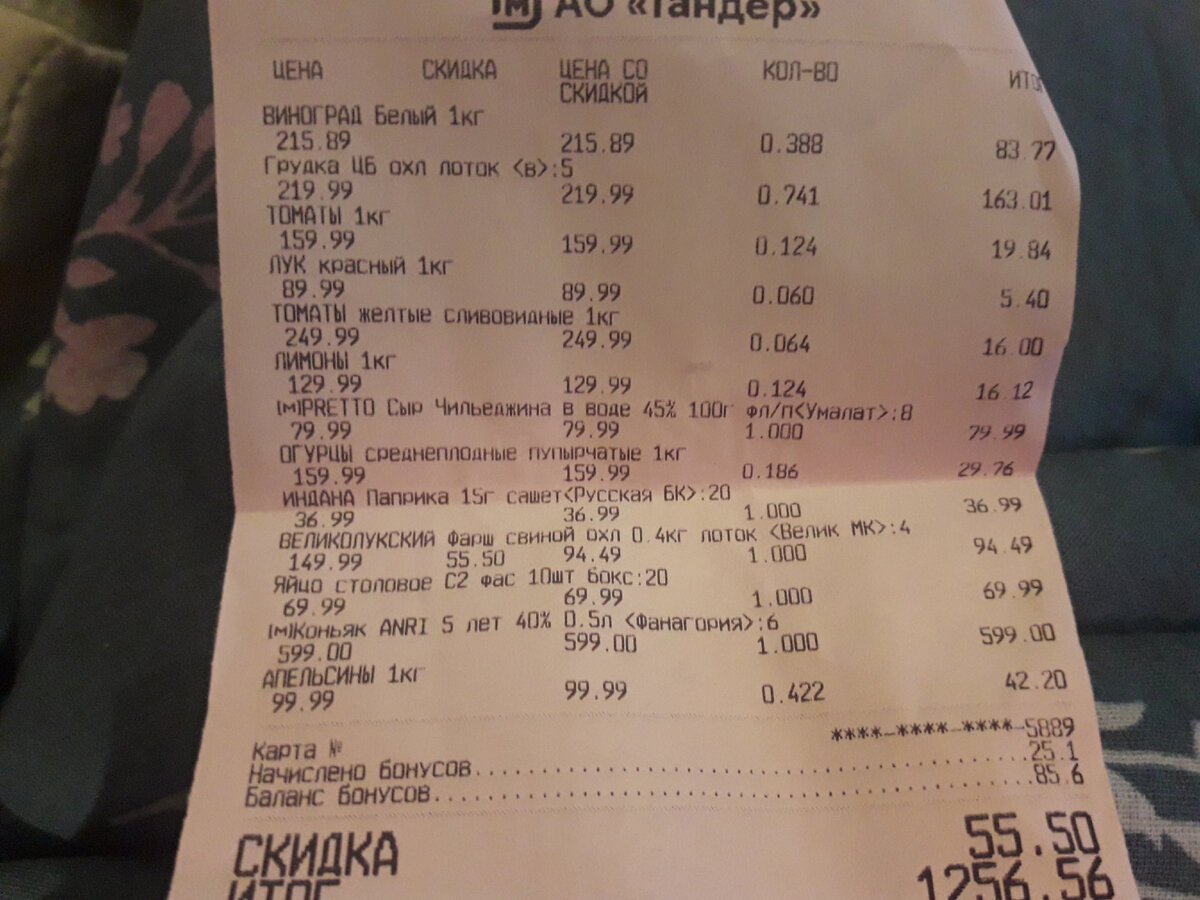 АО «Тандер»
ЦЕНА СКИДКА ЦЕНА СО СКИДКОЙ КОЛ-ВО ИТОГ
ВИНОГРАД Белый 1кг
215.89 215.89 0.388 83.77
Грудка ЦБ охл лоток <в>:5
219.99 219.99 0.741 163.01
ТОМАТЫ 1кг
159.99 159.99 0.124 19.84
ЛУК красный 1кг
89.99 89.99 0.060 5.40
ТОМАТЫ желтые сливовидные 1кг
249.99 249.99 0.064 16.00
ЛИМОНЫ 1кг
129.99 129.99 0.124 16.12
[М]PRETTO Сыр Чильеджина в воде 45% 100г фл/п<Умалат>:8
79.99 79.99 1.000 79.99
ОГУРЦЫ среднеплодные пупырчатые 1кг
159.99 159.99 0.186 29.76
ИНДАНА Паприка 15г сашет<Русская БК>:20
36.99 36.99 1.000 36.99
ВЕЛИКОЛУКСКИЙ Фарш свиной охл 0.4кг лоток <Велик МК>:4
149.99 55.50 94.49 1.000 94.49
Яйцо столовое С2 фас 10шт бокс:20
69.99 69.99 1.000 69.99
[М]Коньяк ANRI 5 лет 40% 0.5л <Фанагория>:6
599.00 599.00 1.000 599.00
АПЕЛЬСИНЫ 1кг
99.99 99.99 0.422 42.20
Карта № ****-****-****-5889
Начислено бонусов 25.1
Баланс бонусов 85.6
СКИДКА 55.50
ИТОГ 1256.56